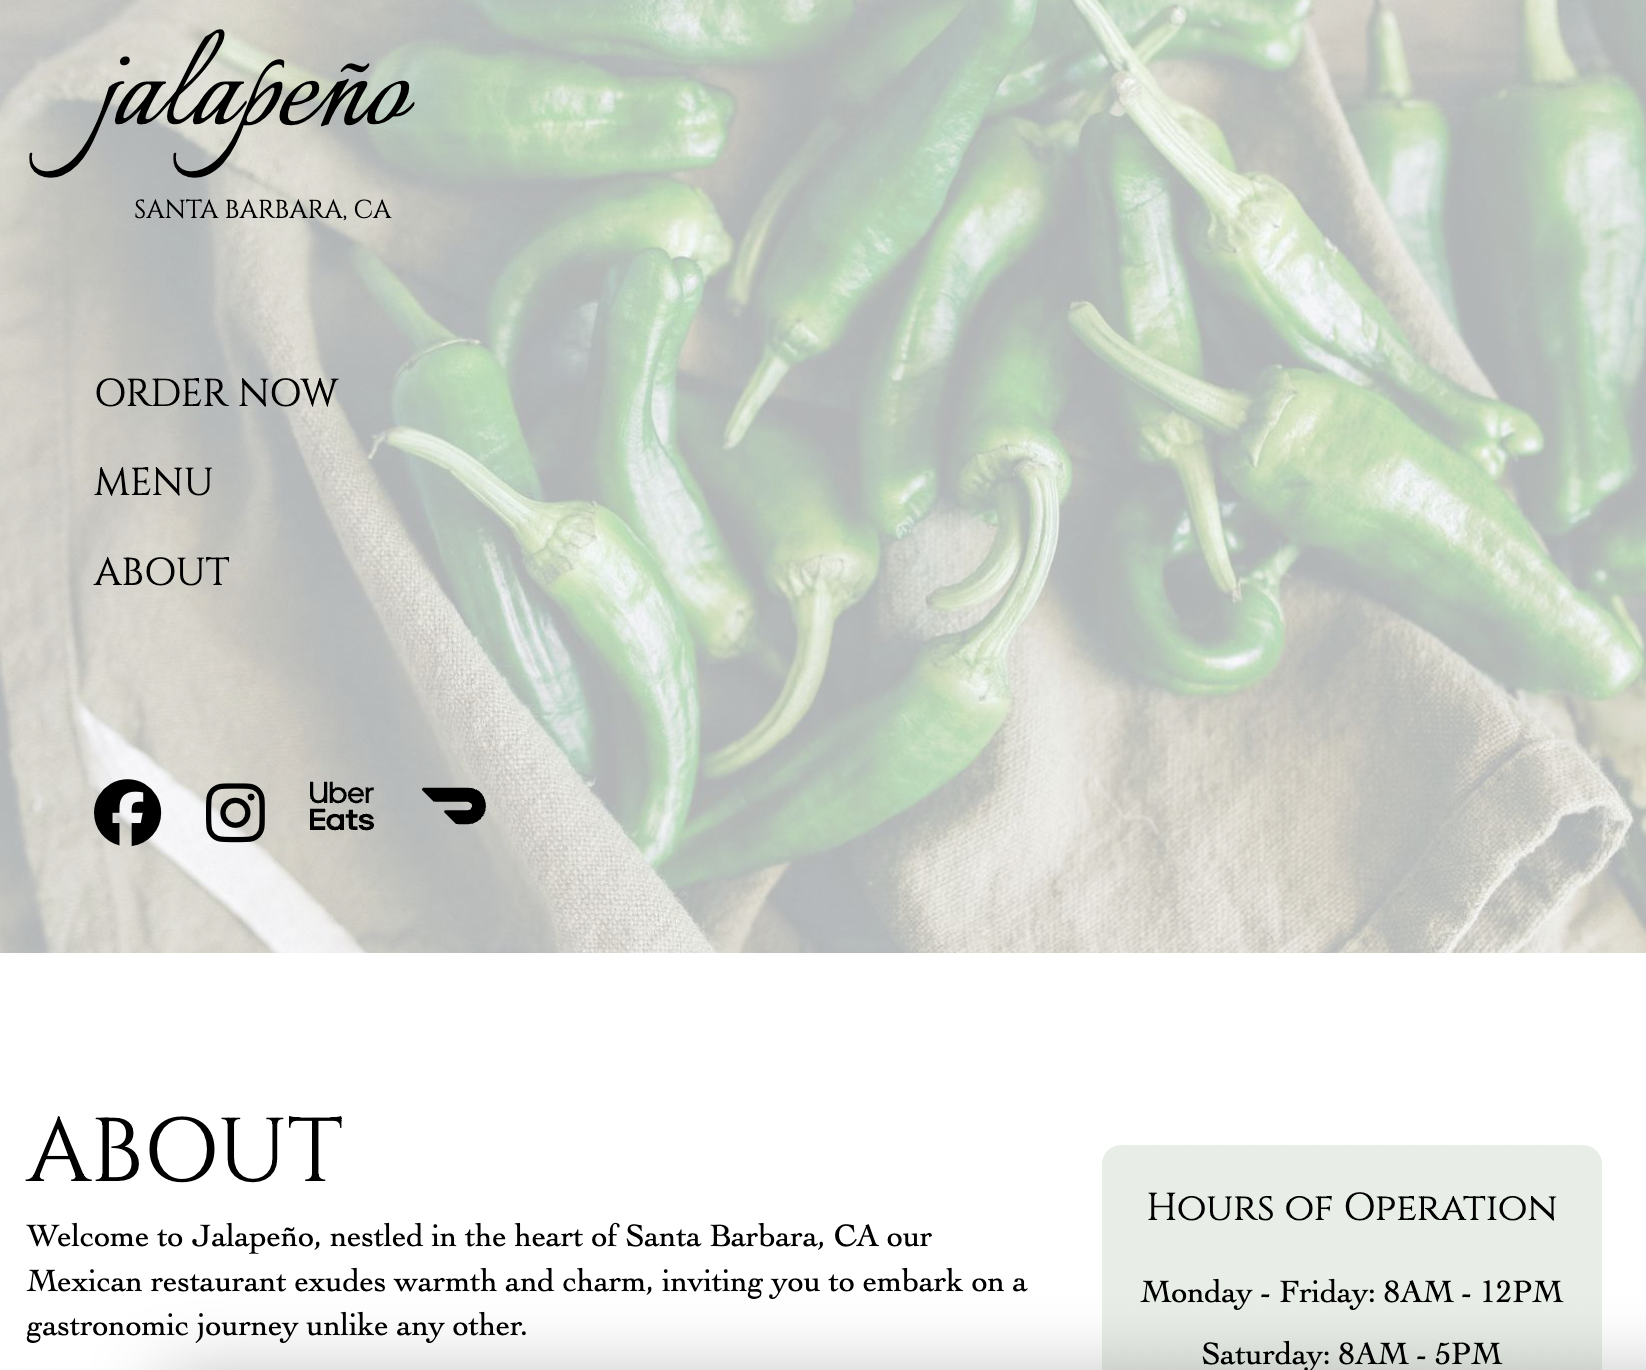 jalapeño
SANTA BARBARA, CA
ORDER NOW
MENU
ABOUT
Uber
Eats
ABOUT
Welcome to Jalapeño, nestled in the heart of Santa Barbara, CA our
Mexican restaurant exudes warmth and charm, inviting you to embark on a
gastronomic journey unlike any other.
Hours of Operation
Monday - Friday: 8AM - 12PM
Saturday: 8AM - 5PM